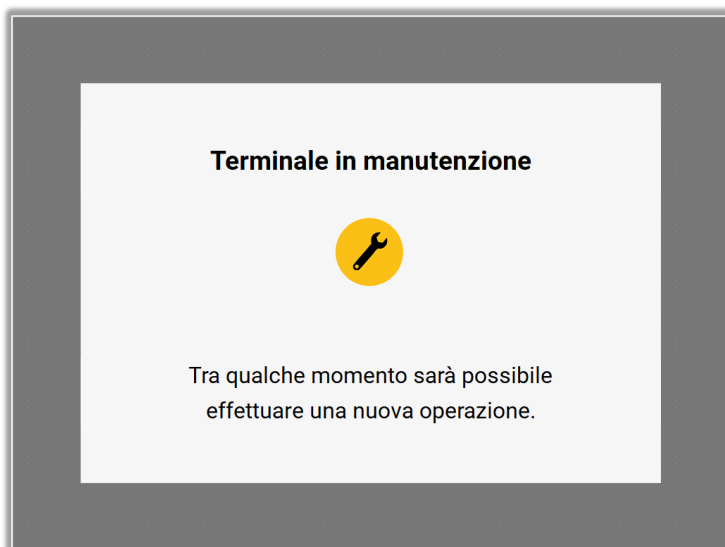 Terminale in manutenzione
Tra qualche momento sarà possibile
effettuare una nuova operazione.